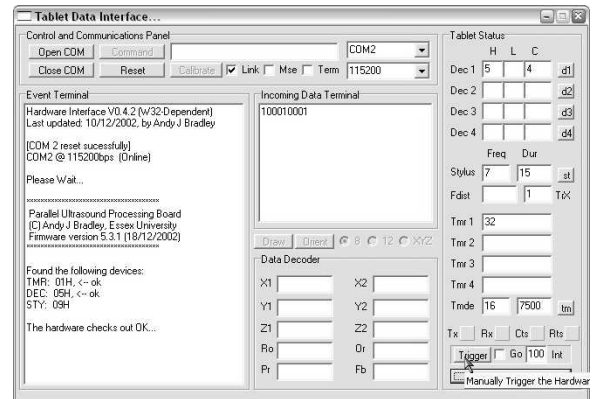 Tablet Data Interface...
Control and Communications Panel
Open COM Command COM2
Close COM Reset Calibrate Link Mse Term 115200
Event Terminal
Hardware Interface V0.4.2 (W32-Dependent)
Last updated: 10/12/2002, by Andy J Bradley
[COM 2 reset sucessfully]
COM2 @ 115200bps (Online)
Please Wait...
Parallel Ultrasound Processing Board
(C) Andy J Bradley, Essex University
Firmware version 5.3.1 (18/12/2002)
Found the following devices:
TMR: 01H, <-- ok
DEC: 05H, <-- ok
STY: 09H
The hardware checks out OK...
Incoming Data Terminal
100010001
Draw Orient 8 12 XYZ
Data Decoder
X1 X2
Y1 Y2
Z1 Z2
Ro Or
Pr Fb
Tablet Status
H L C
Dec 1 5 4 d1
Dec 2 d2
Dec 3 d3
Dec 4 d4
Freq Dur
Stylus 7 15 st
Fdist 1 TrX
Tmr 1 32
Tmr 2
Tmr 3
Tmr 4
Tmde 16 7500 tm
Tx Rx Cts Rts
Trigger Go 100 Int
Manually Trigger the Hardwar